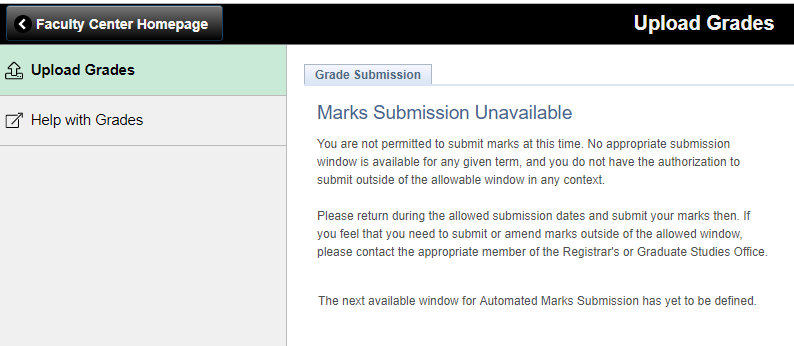 Faculty Center Homepage
Upload Grades
Upload Grades
Help with Grades
Grade Submission
Marks Submission Unavailable
You are not permitted to submit marks at this time. No appropriate submission
window is available for any given term, and you do not have the authorization to
submit outside of the allowable window in any context.
Please return during the allowed submission dates and submit your marks then. If
you feel that you need to submit or amend marks outside of the allowed window,
please contact the appropriate member of the Registrar's or Graduate Studies Office.
The next available window for Automated Marks Submission has yet to be defined.